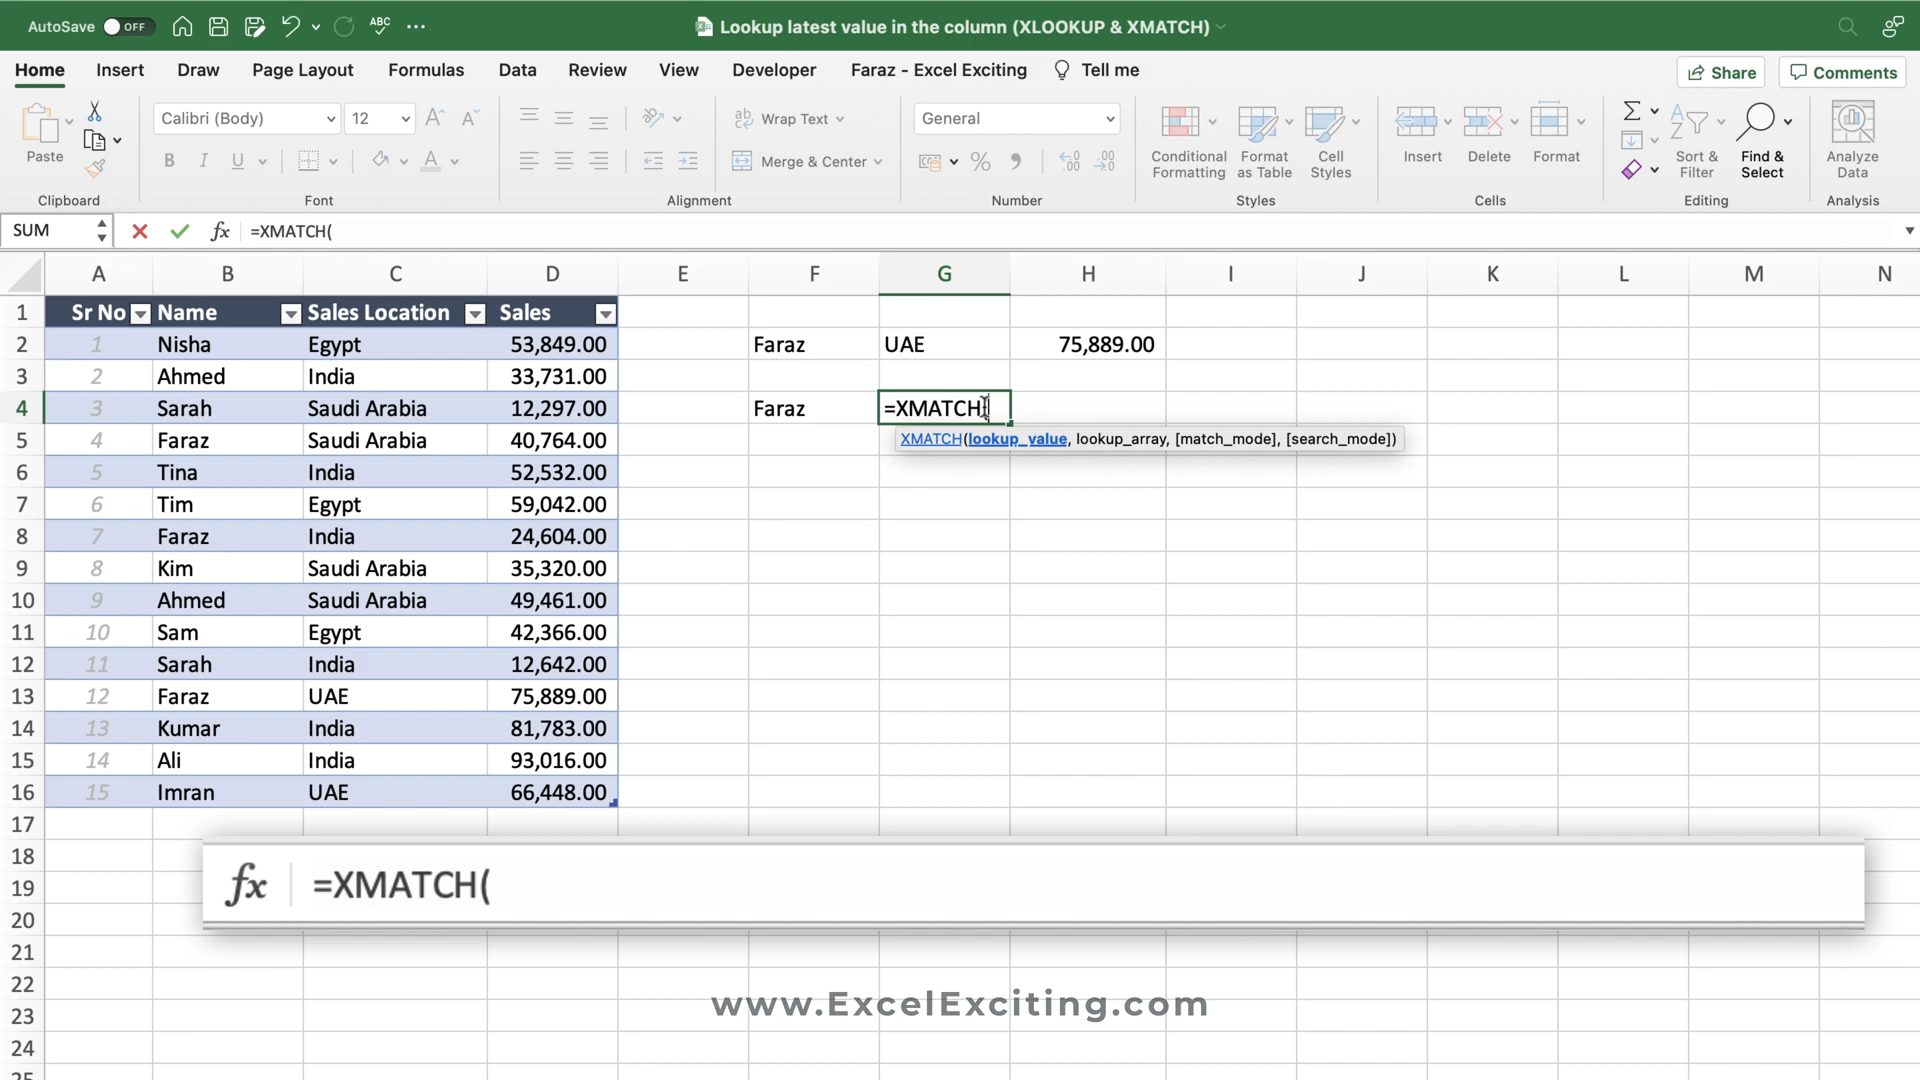 AutoSave OFF ABC ... Lookup latest value in the column (XLOOKUP & XMATCH)
Home Insert Draw Page Layout Formulas Data Review View Developer Faraz - Excel Exciting Tell me Share Comments
Paste Calibri (Body) 12 A A Wrap Text General Conditional Formatting Format as Table Cell Styles Insert Delete Format Sort & Filter Find & Select Analyze Data
B I U A Merge & Center % 9
Clipboard Font Alignment Number Styles Cells Editing Analysis
SUM fx =XMATCH(
A B C D E F G H I J K L M N
1 Sr No Name Sales Location Sales
2 1 Nisha Egypt 53,849.00 Faraz UAE 75,889.00
3 2 Ahmed India 33,731.00
4 3 Sarah Saudi Arabia 12,297.00 Faraz =XMATCH(
XMATCH(lookup_value, lookup_array, [match_mode], [search_mode])
5 4 Faraz Saudi Arabia 40,764.00
6 5 Tina India 52,532.00
7 6 Tim Egypt 59,042.00
8 7 Faraz India 24,604.00
9 8 Kim Saudi Arabia 35,320.00
10 9 Ahmed Saudi Arabia 49,461.00
11 10 Sam Egypt 42,366.00
12 11 Sarah India 12,642.00
13 12 Faraz UAE 75,889.00
14 13 Kumar India 81,783.00
15 14 Ali India 93,016.00
16 15 Imran UAE 66,448.00
17
18
19 fx =XMATCH(
20
21
22
www.ExcelExciting.com
23
24
25